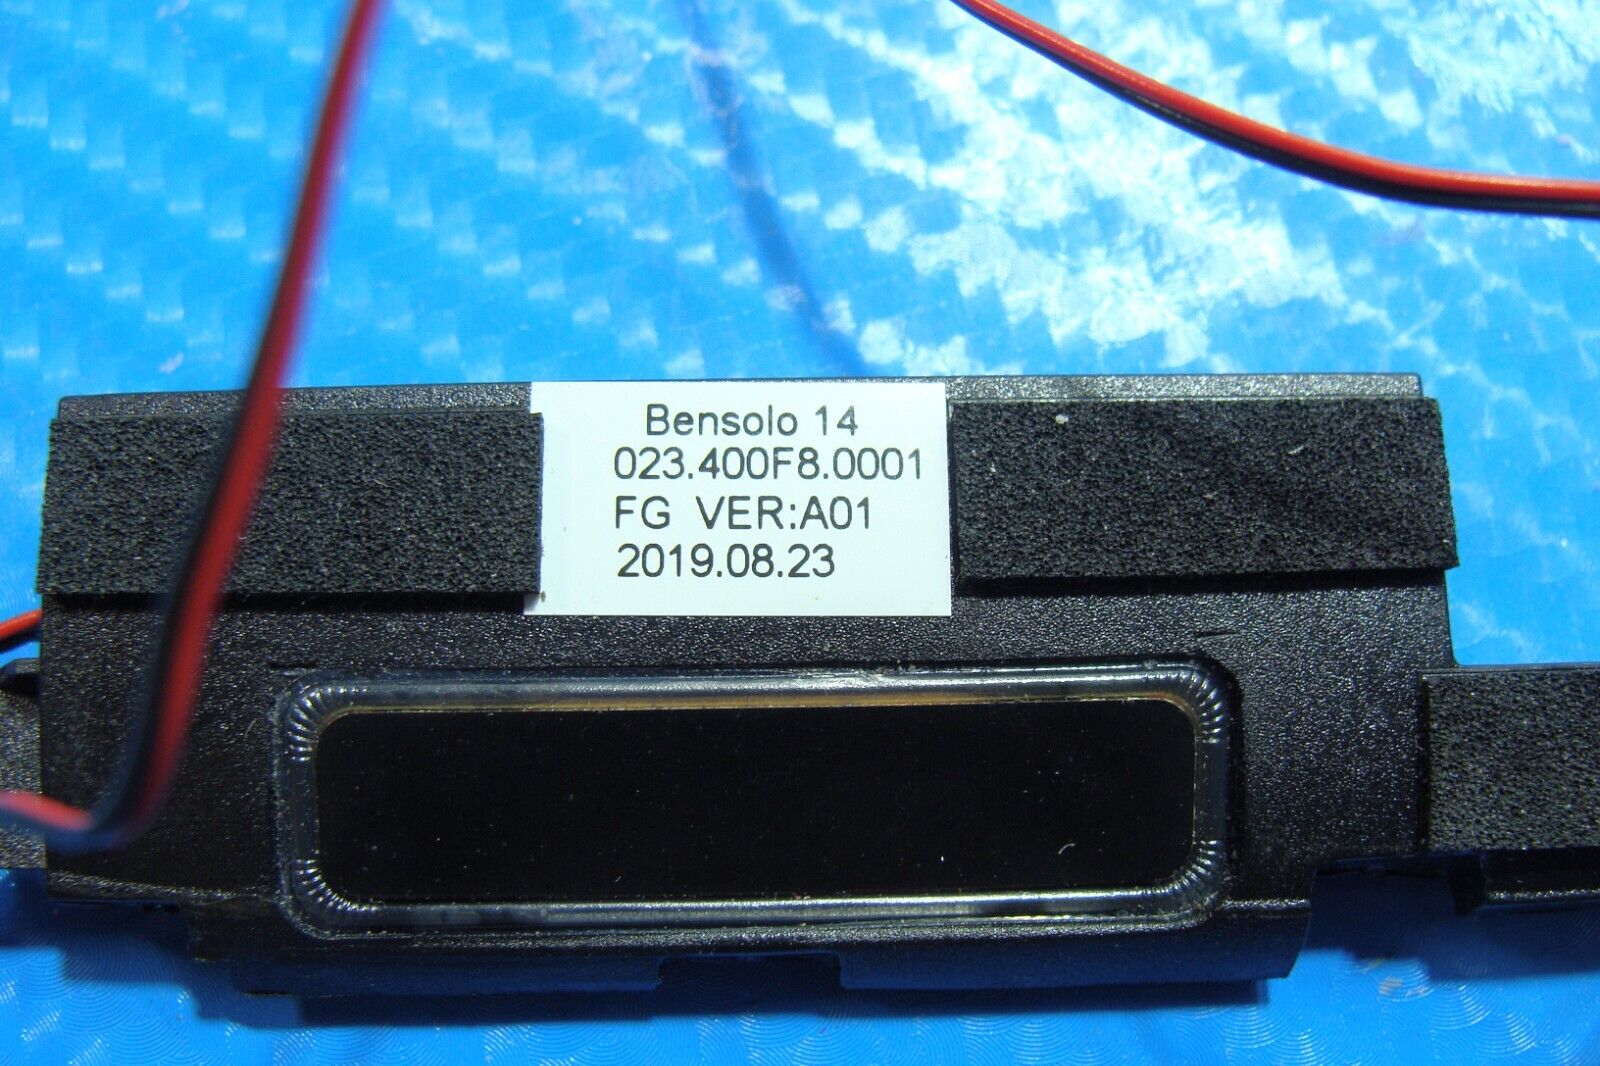 Bensolo 14
023.400F8.0001
FG VER:A01
2019.08.23